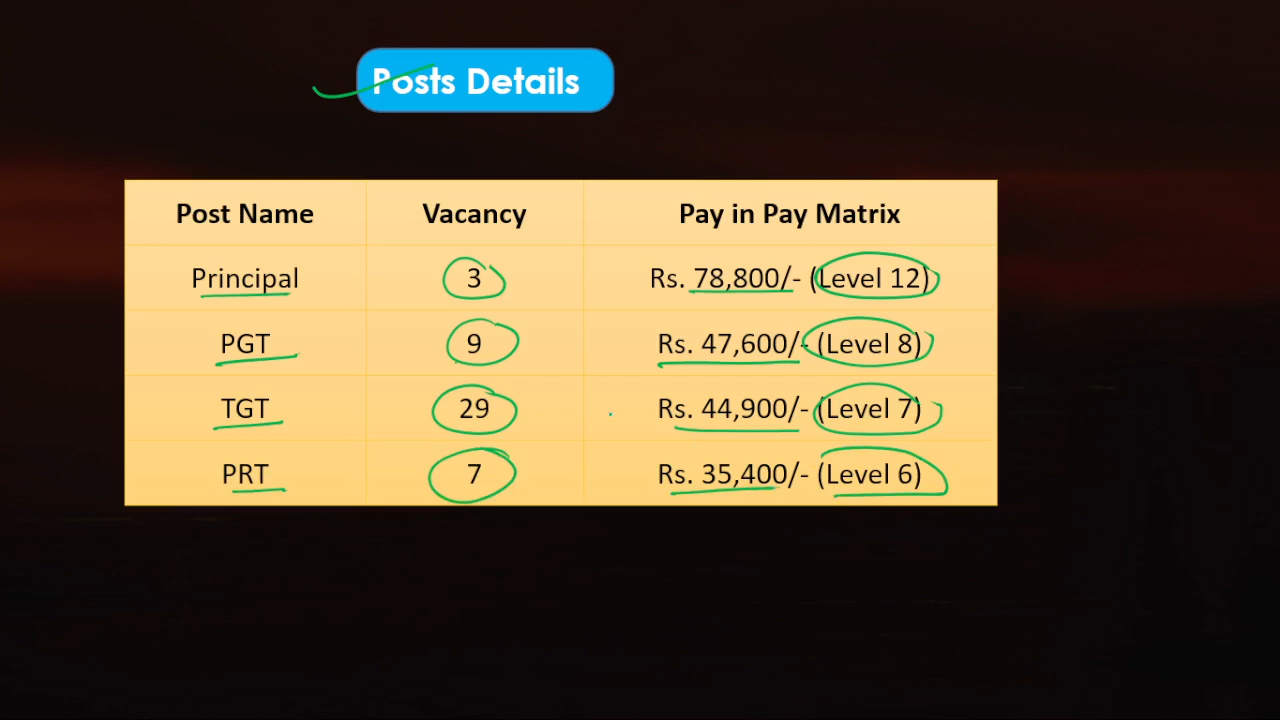 Posts Details
Post Name Vacancy Pay in Pay Matrix
Principal 3 Rs. 78,800/- (Level 12)
PGT 9 Rs. 47,600/- (Level 8)
TGT 29 Rs. 44,900/- (Level 7)
PRT 7 Rs. 35,400/- (Level 6)